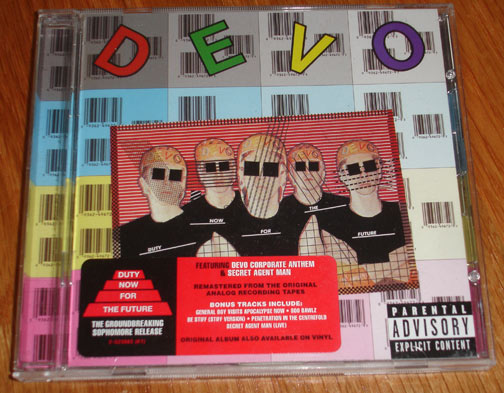 DEVO
DEVO
DUTY
NOW
FOR
THE
FUTURE
FEATURING DEVO CORPORATE ANTHEM
& SECRET AGENT MAN
REMASTERED FROM THE ORIGINAL
ANALOG RECORDING TAPES
BONUS TRACKS INCLUDE:
GENERAL BOY VISITS APOCALYPSE NOW •
BE STIFF (STIFF VERSION) • PENETRATION IN THE CENTREFOLD
SECRET AGENT MAN (LIVE)
ORIGINAL ALBUM ALSO AVAILABLE ON VINYL
DUTY
NOW
FOR
THE FUTURE
THE GROUNDBREAKING
SOPHOMORE RELEASE
PARENTAL
ADVISORY
EXPLICIT CONTENT